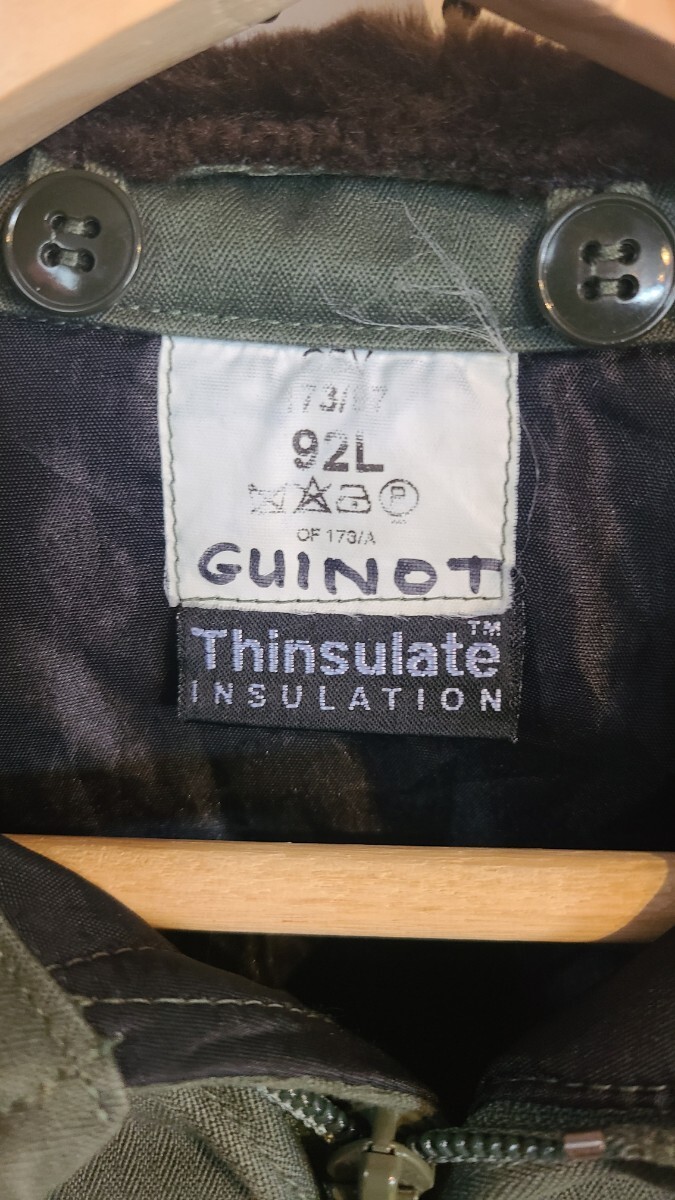 92L
P
OF 173/A
GUINOT
Thinsulate™
INSULATION